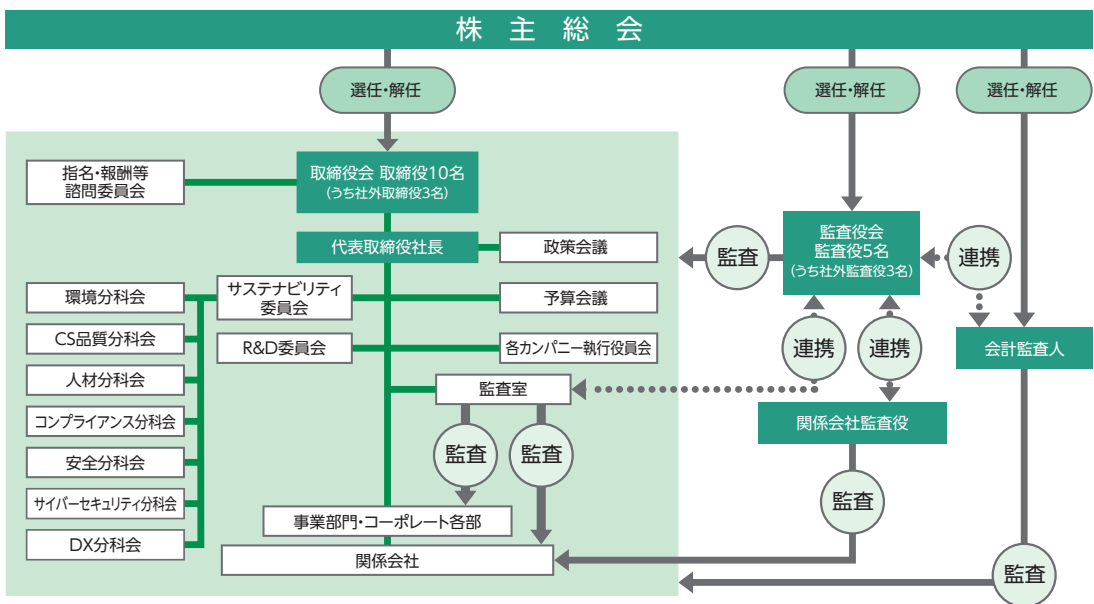 株主総会
選任・解任
選任・解任
選任・解任
指名・報酬等
諮問委員会
取締役会 取締役10名
(うち社外取締役3名)
代表取締役社長
政策会議
監査
監査役会
監査役5名
(うち社外監査役3名)
連携
環境分科会
サステナビリティ
委員会
予算会議
CS品質分科会
R&D委員会
各カンパニー執行役員会
連携
連携
会計監査人
人材分科会
監査室
コンプライアンス分科会
関係会社監査役
安全分科会
監査
監査
サイバーセキュリティ分科会
監査
事業部門・コーポレート各部
DX分科会
関係会社
監査